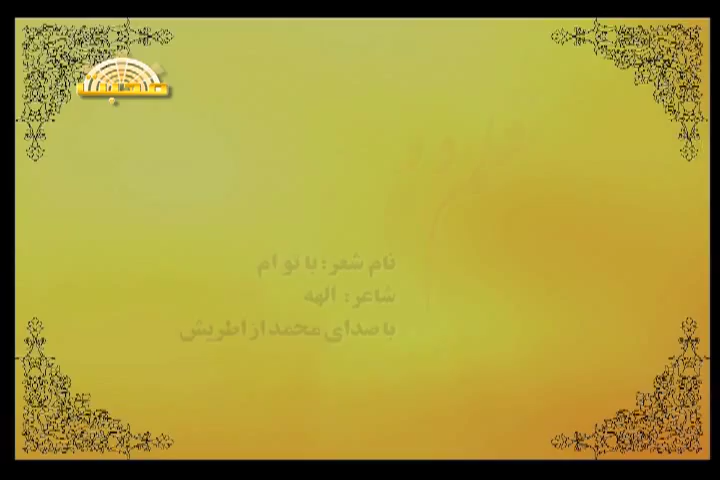 نام شعر: با تو ام
شاعر: الهه
با صدای محمد از اطریش